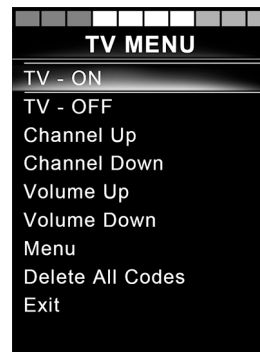 TV MENU
TV - ON
TV - OFF
Channel Up
Channel Down
Volume Up
Volume Down
Menu
Delete All Codes
Exit